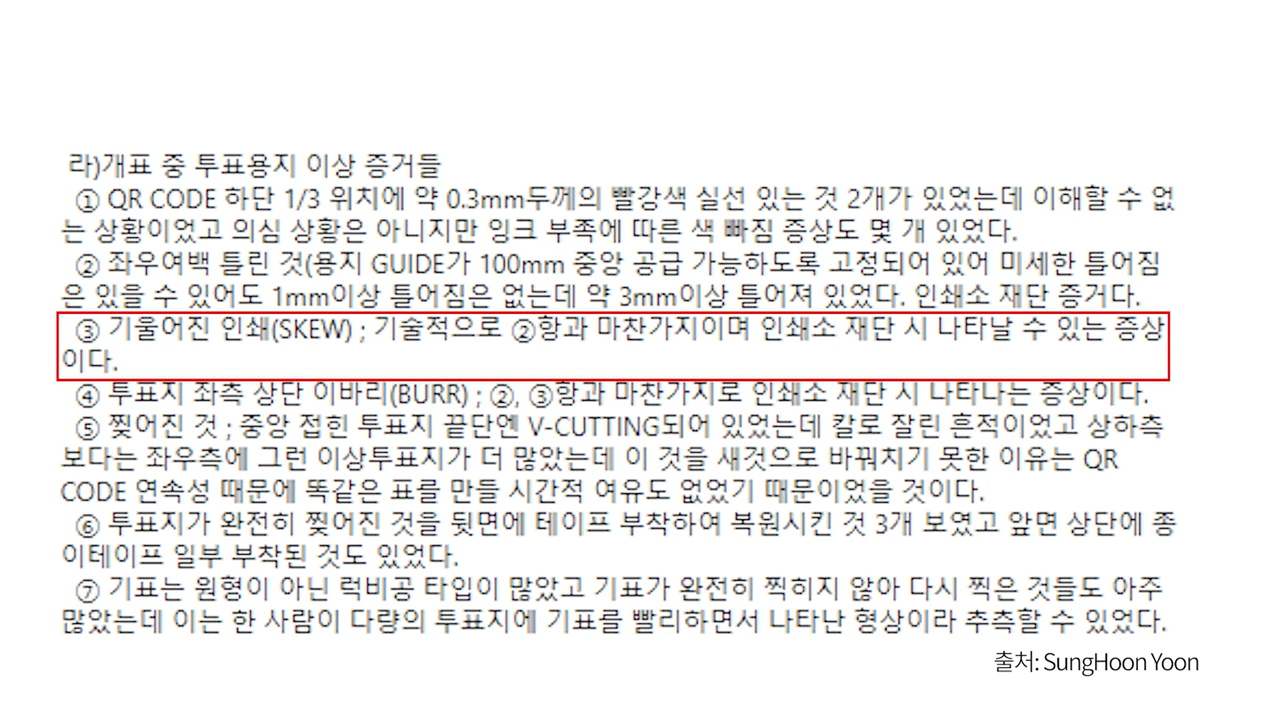 라)개표 중 투표용지 이상 증거들
① QR CODE 하단 1/3 위치에 약 0.3mm두께의 빨강색 실선 있는 것 2개가 있었는데 이해할 수 없
는 상황이었고 의심 상황은 아니지만 잉크 부족에 따른 색 빠짐 증상도 몇 개 있었다.
② 좌우여백 틀린 것(용지 GUIDE가 100mm 중앙 공급 가능하도록 고정되어 있어 미세한 틀어짐
은 있을 수 있어도 1mm이상 틀어짐은 없는데 약 3mm이상 틀어져 있었다. 인쇄소 재단 증거다.
③ 기울어진 인쇄(SKEW) ; 기술적으로 ②항과 마찬가지이며 인쇄소 재단 시 나타날 수 있는 증상
이다.
④ 투표지 좌측 상단 이바리(BURR) ; ②, ③항과 마찬가지로 인쇄소 재단 시 나타나는 증상이다.
⑤ 찢어진 것 ; 중앙 접힌 투표지 끝단엔 V-CUTTING되어 있었는데 칼로 잘린 흔적이었고 상하측
보다는 좌우측에 그런 이상투표지가 더 많았는데 이 것을 새것으로 바꿔치기 못한 이유는 QR
CODE 연속성 때문에 똑같은 표를 만들 시간적 여유도 없었기 때문이었을 것이다.
⑥ 투표지가 완전히 찢어진 것을 뒷면에 테이프 부착하여 복원시킨 것 3개 보였고 앞면 상단에 종
이테이프 일부 부착된 것도 있었다.
⑦ 기표는 원형이 아닌 럭비공 타입이 많았고 기표가 완전히 찍히지 않아 다시 찍은 것들도 아주
많았는데 이는 한 사람이 다량의 투표지에 기표를 빨리하면서 나타난 형상이라 추측할 수 있었다.
출처: SungHoon Yoon